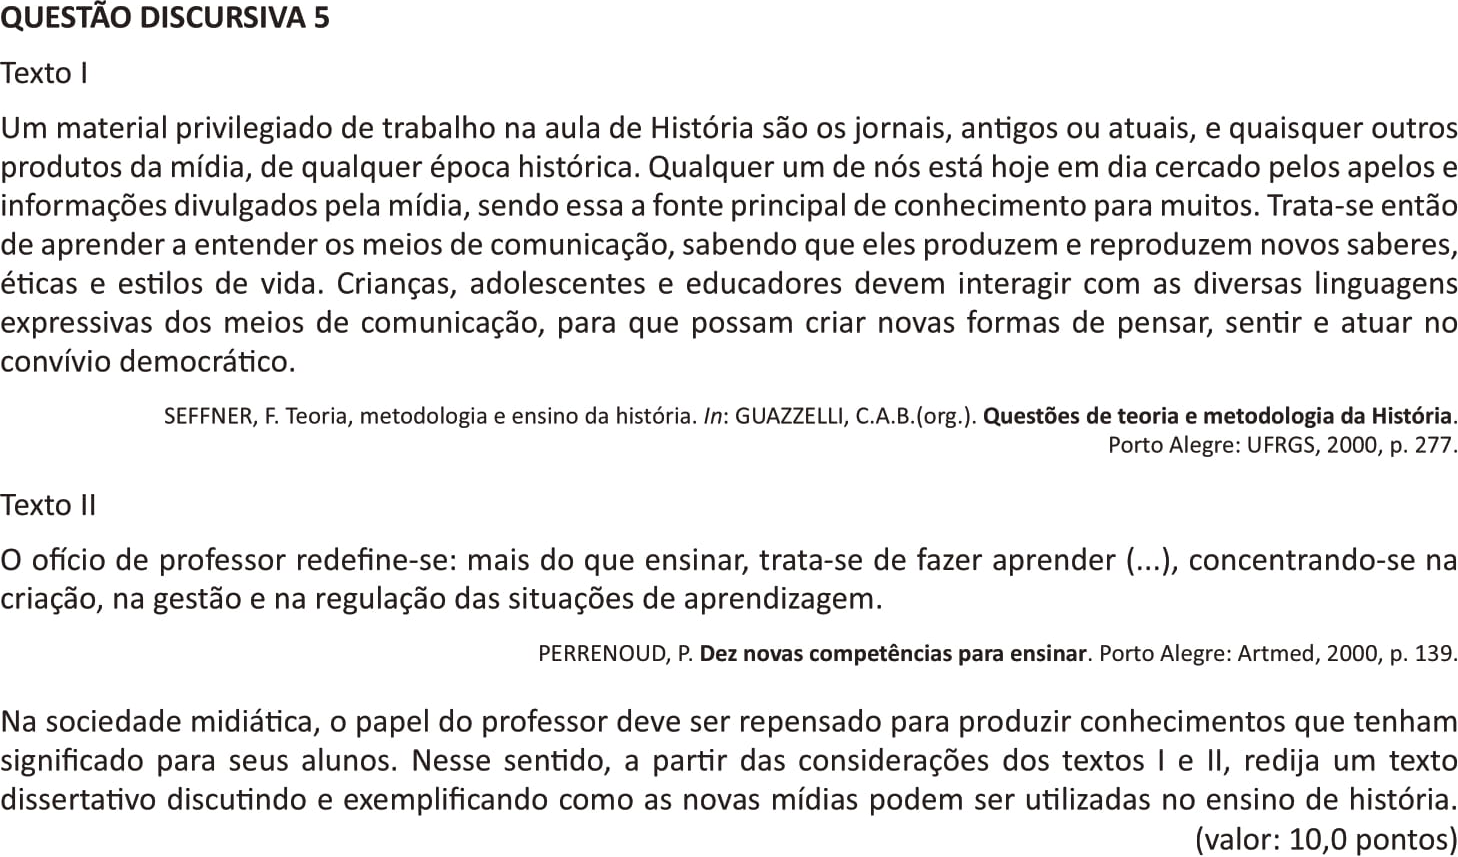 QUESTÃO DISCURSIVA 5
Texto I
Um material privilegiado de trabalho na aula de História são os jornais, antigos ou atuais, e quaisquer outros
produtos da mídia, de qualquer época histórica. Qualquer um de nós está hoje em dia cercado pelos apelos e
informações divulgados pela mídia, sendo essa a fonte principal de conhecimento para muitos. Trata-se então
de aprender a entender os meios de comunicação, sabendo que eles produzem e reproduzem novos saberes,
éticas e estilos de vida. Crianças, adolescentes e educadores devem interagir com as diversas linguagens
expressivas dos meios de comunicação, para que possam criar novas formas de pensar, sentir e atuar no
convívio democrático.
SEFFNER, F. Teoria, metodologia e ensino da história. In: GUAZZELLI, C.A.B.(org.). Questões de teoria e metodologia da História.
Porto Alegre: UFRGS, 2000, p. 277.
Texto II
O ofício de professor redefine-se: mais do que ensinar, trata-se de fazer aprender (...), concentrando-se na
criação, na gestão e na regulação das situações de aprendizagem.
PERRENOUD, P. Dez novas competências para ensinar. Porto Alegre: Artmed, 2000, p. 139.
Na sociedade midiática, o papel do professor deve ser repensado para produzir conhecimentos que tenham
significado para seus alunos. Nesse sentido, a partir das considerações dos textos I e II, redija um texto
dissertativo discutindo e exemplificando como as novas mídias podem ser utilizadas no ensino de história.
(valor: 10,0 pontos)